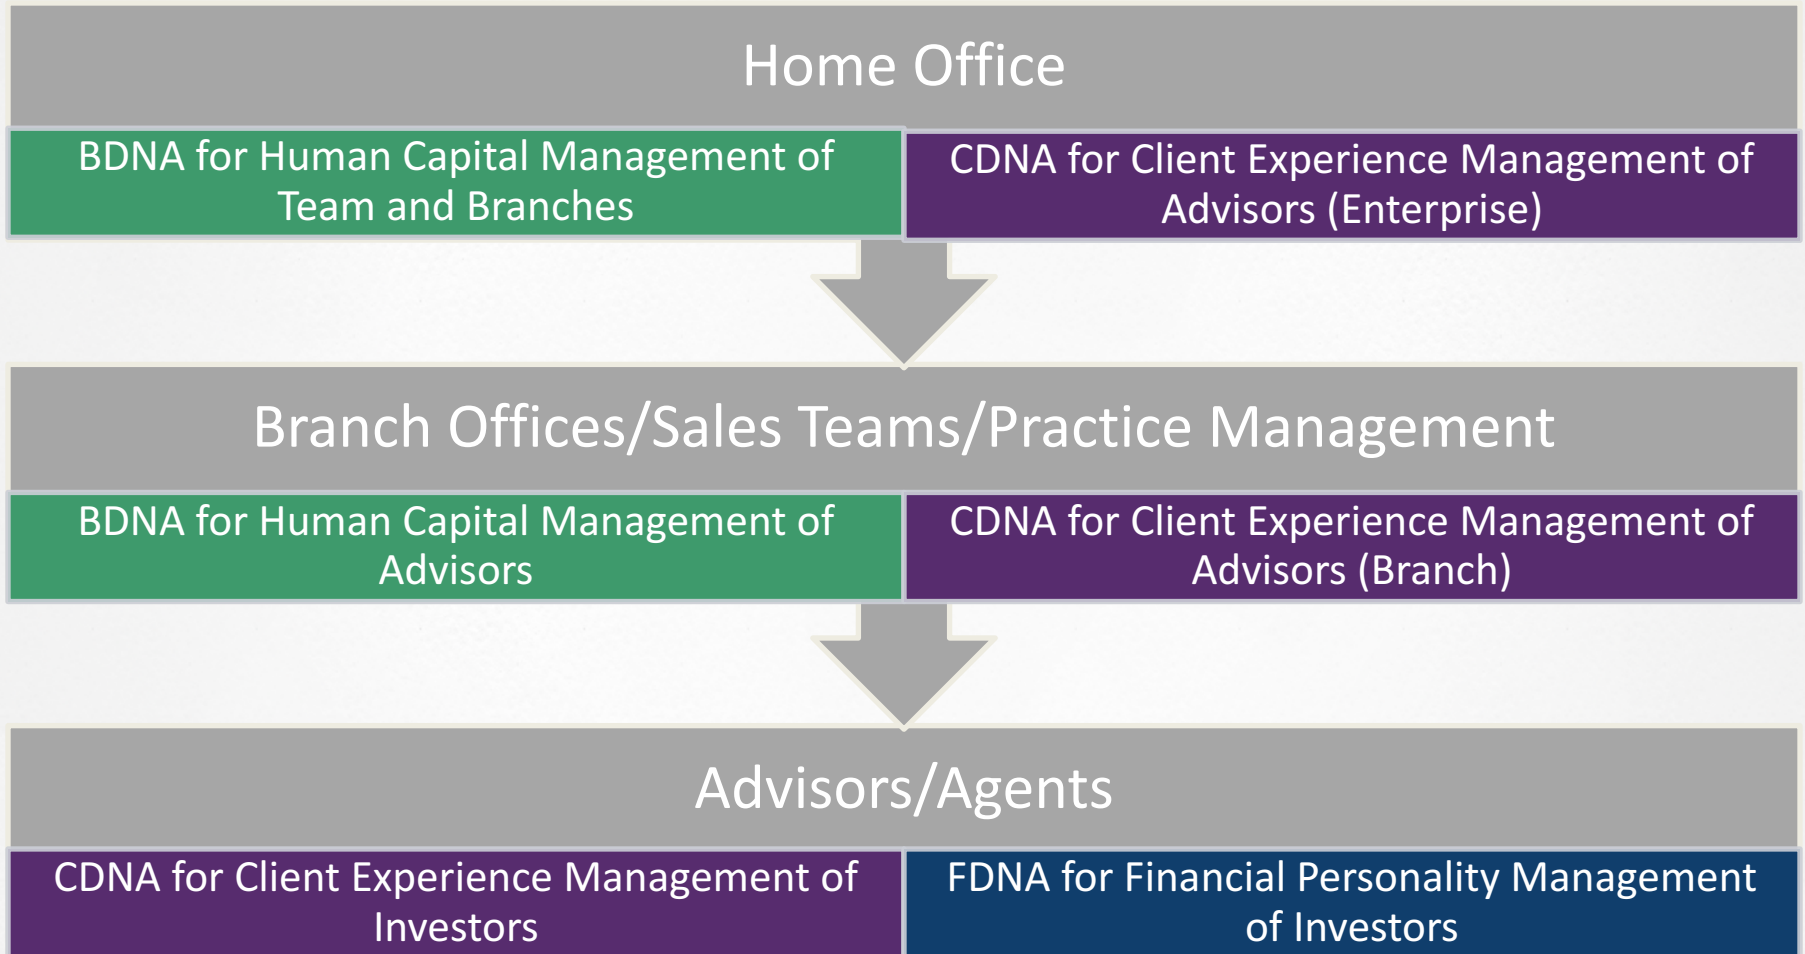 Home Office
BDNA for Human Capital Management of
Team and Branches
CDNA for Client Experience Management of
Advisors (Enterprise)
Branch Offices/Sales Teams/Practice Management
BDNA for Human Capital Management of
Advisors
CDNA for Client Experience Management of
Advisors (Branch)
Advisors/Agents
CDNA for Client Experience Management of
Investors
FDNA for Financial Personality Management
of Investors